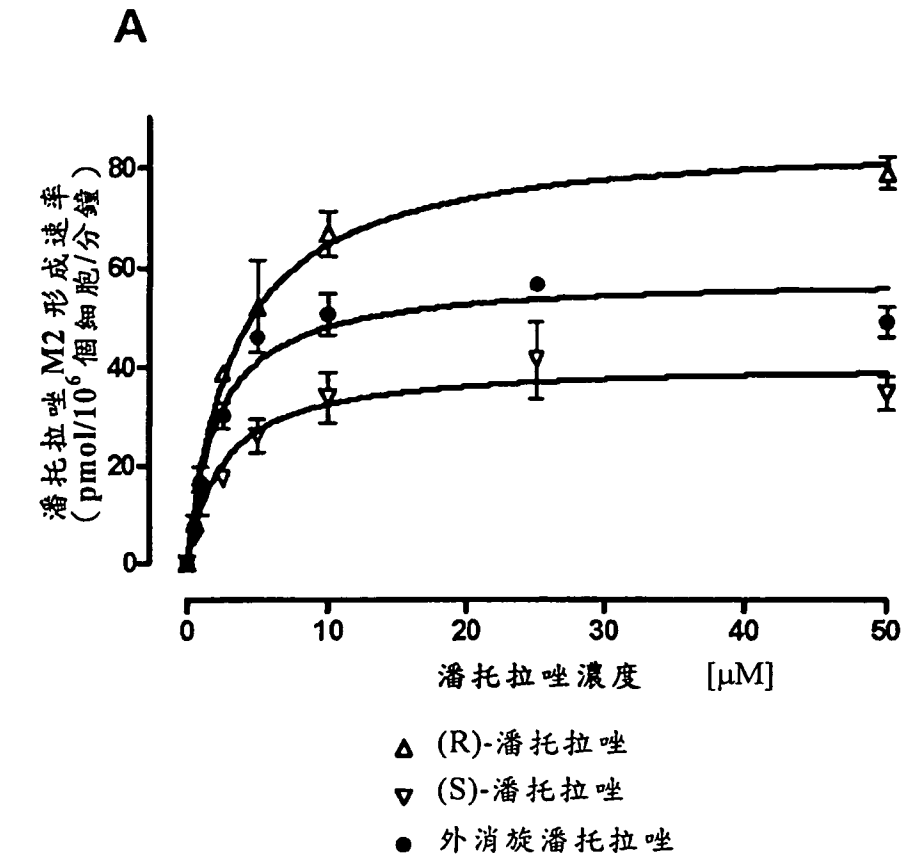 A
潘托拉唑 M2 形成速率
(pmol/10⁶個細胞/分鐘)
80
60
40
20
0
0 10 20 30 40 50
潘托拉唑濃度 [μM]
(R)-潘托拉唑
(S)-潘托拉唑
外消旋潘托拉唑